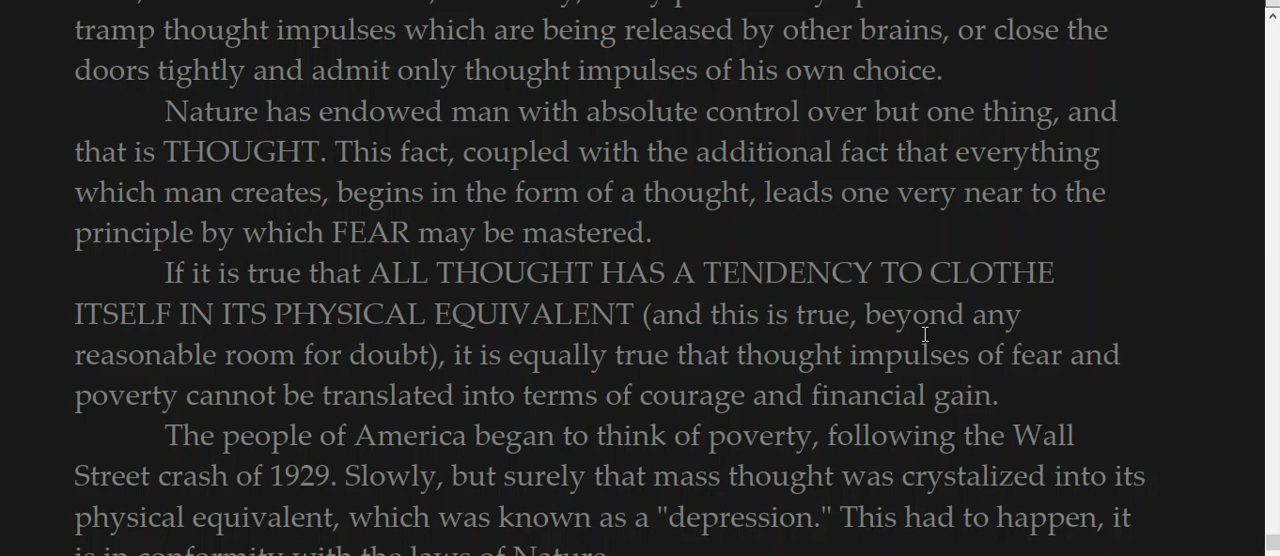 tramp thought impulses which are being released by other brains, or close the
doors tightly and admit only thought impulses of his own choice.
Nature has endowed man with absolute control over but one thing, and
that is THOUGHT. This fact, coupled with the additional fact that everything
which man creates, begins in the form of a thought, leads one very near to the
principle by which FEAR may be mastered.
If it is true that ALL THOUGHT HAS A TENDENCY TO CLOTHE
ITSELF IN ITS PHYSICAL EQUIVALENT (and this is true, beyond any
reasonable room for doubt), it is equally true that thought impulses of fear and
poverty cannot be translated into terms of courage and financial gain.
The people of America began to think of poverty, following the Wall
Street crash of 1929. Slowly, but surely that mass thought was crystalized into its
physical equivalent, which was known as a "depression." This had to happen, it
is in conformity with the laws of Nature.